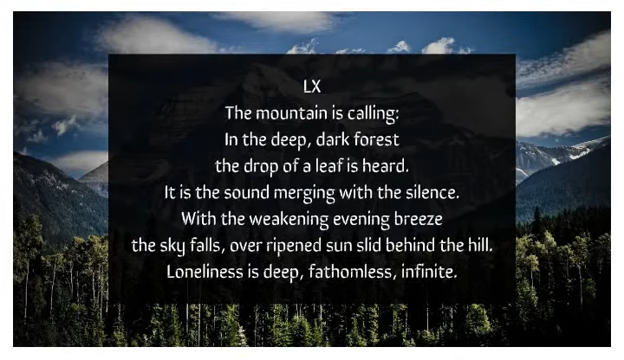 LX
The mountain is calling:
In the deep, dark forest
the drop of a leaf is heard.
It is the sound merging with the silence.
With the weakening evening breeze
the sky falls, over ripened sun slid behind the hill.
Loneliness is deep, fathomless, infinite.